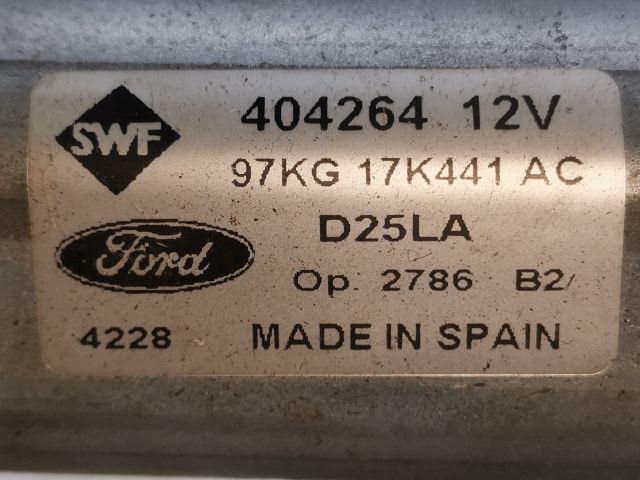 SWF
404264 12V
97KG 17K441 AC
Ford
D25LA
Op. 2786 B2/
4228
MADE IN SPAIN